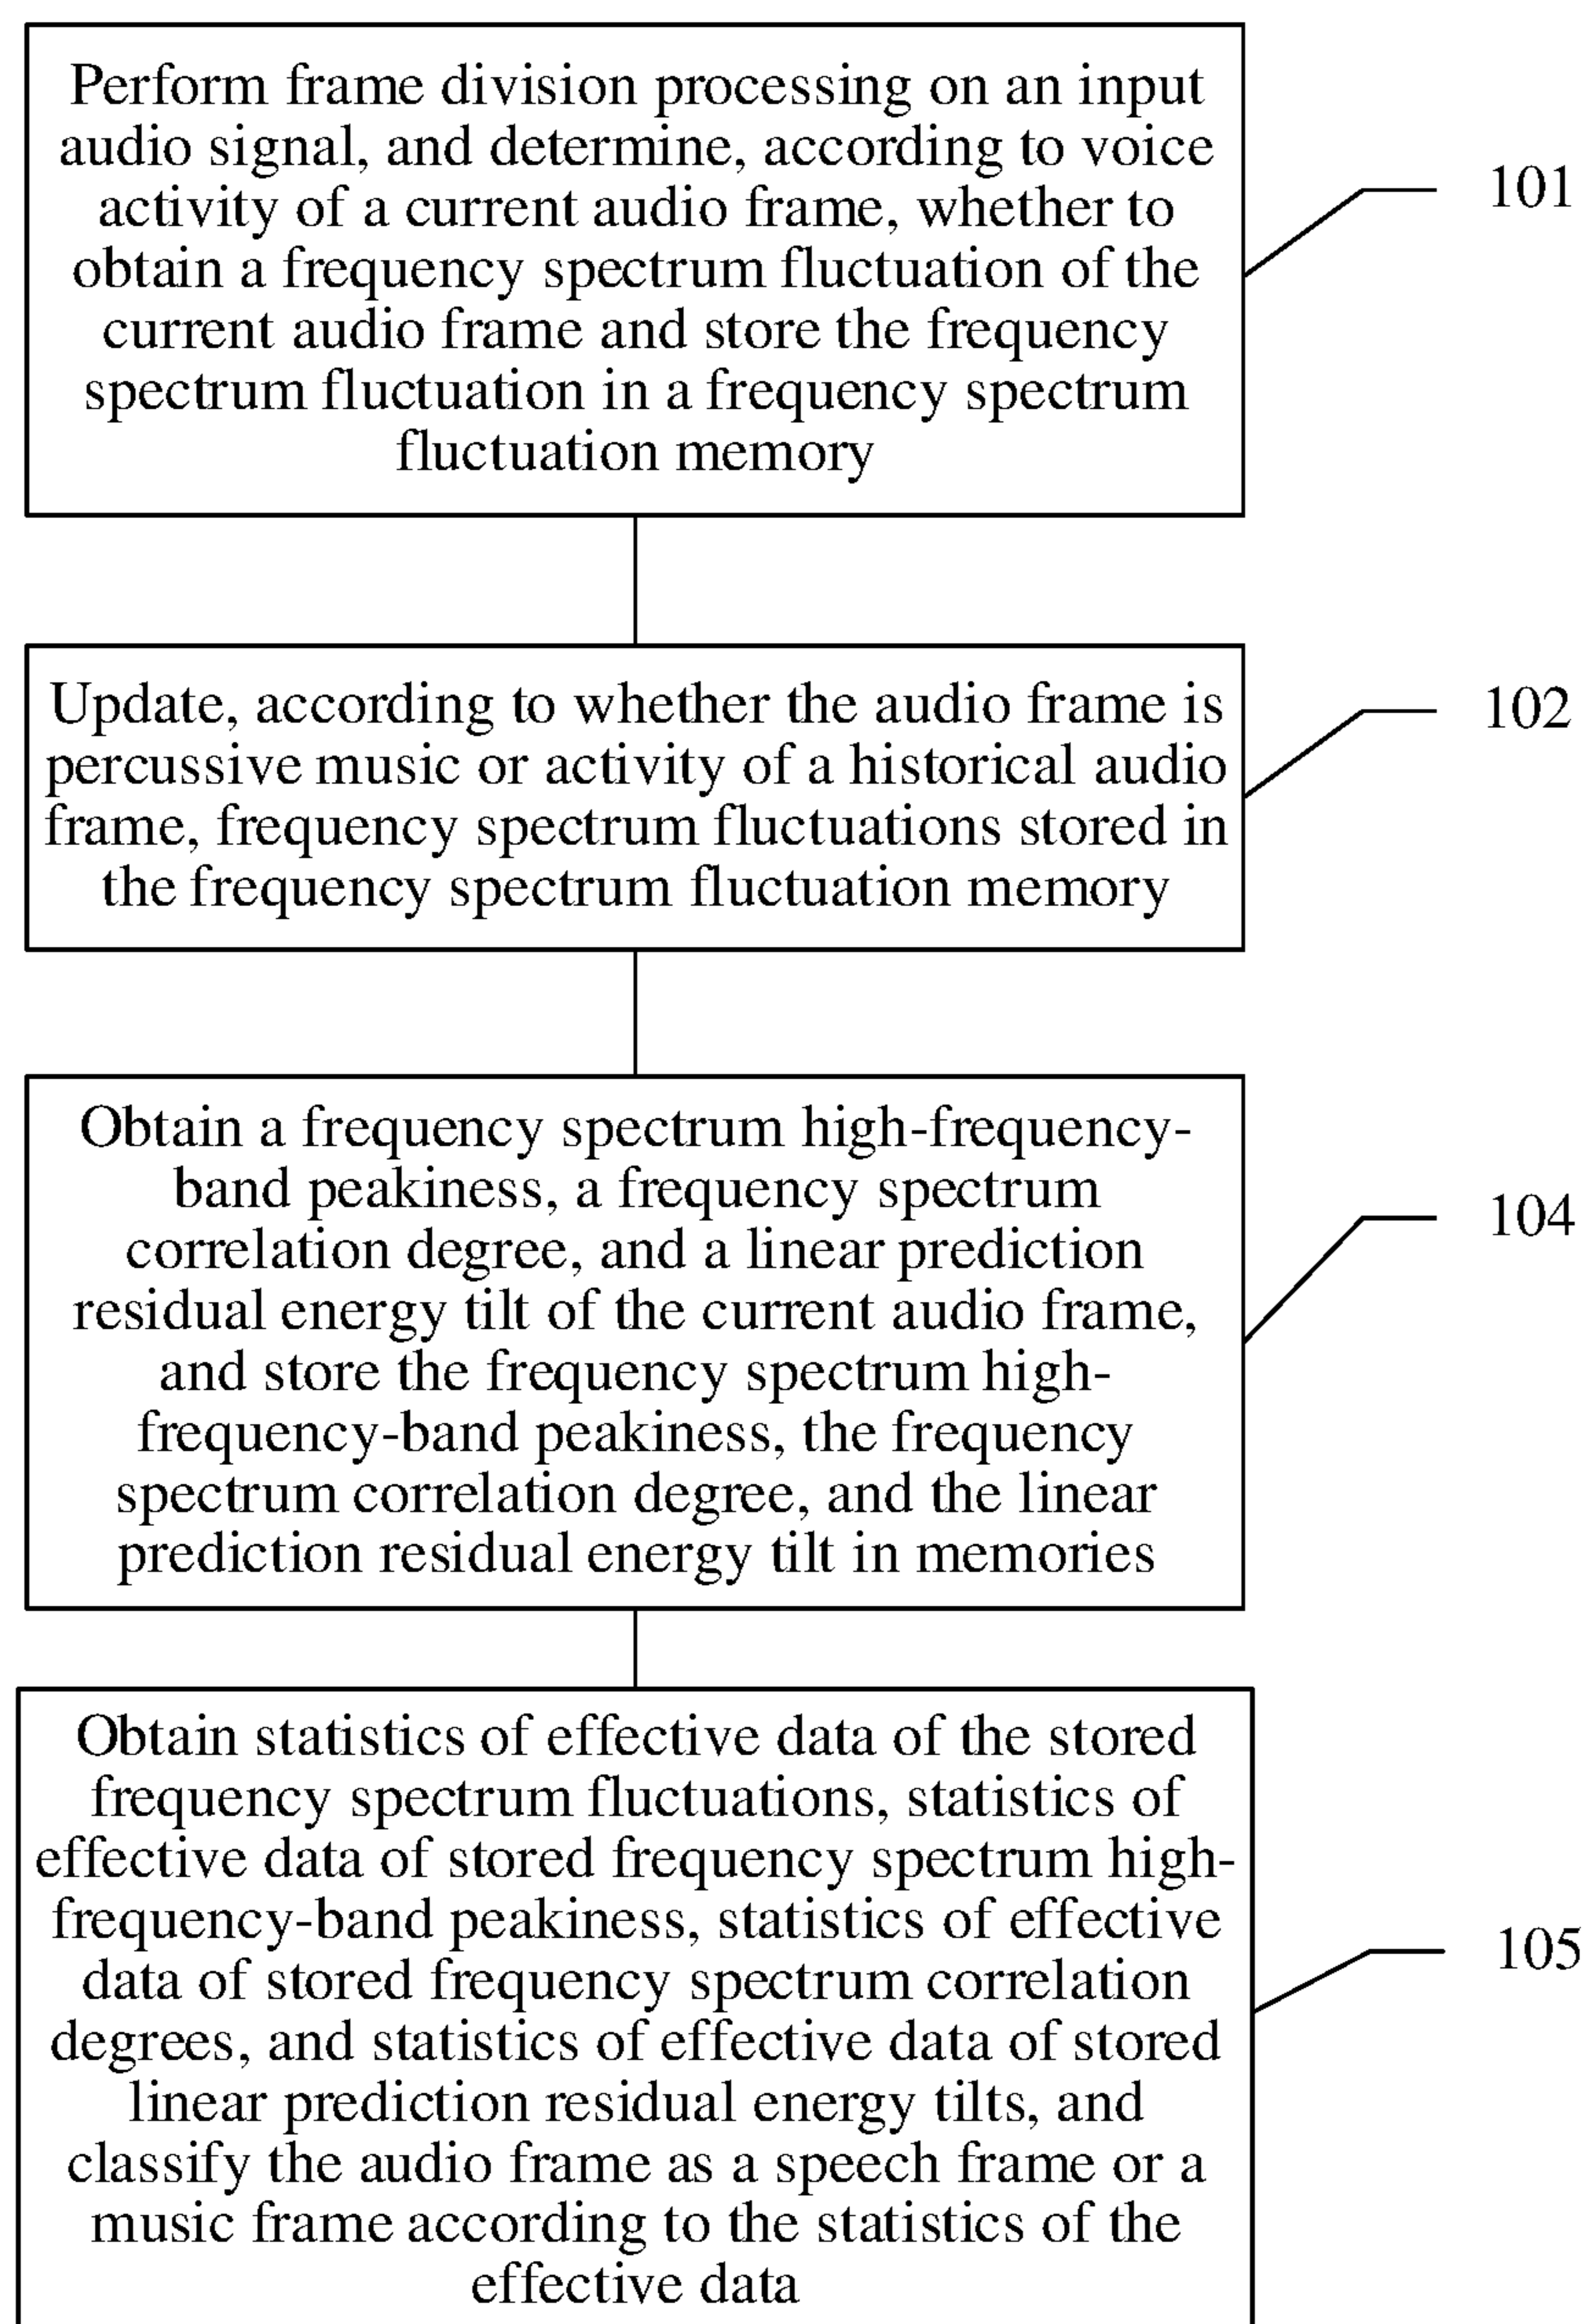 Perform frame division processing on an input
audio signal, and determine, according to voice
activity of a current audio frame, whether to
obtain a frequency spectrum fluctuation of the
current audio frame and store the frequency
spectrum fluctuation in a frequency spectrum
fluctuation memory
101
Update, according to whether the audio frame is
percussive music or activity of a historical audio
frame, frequency spectrum fluctuations stored in
the frequency spectrum fluctuation memory
102
Obtain a frequency spectrum high-frequency-
band peakiness, a frequency spectrum
correlation degree, and a linear prediction
residual energy tilt of the current audio frame,
and store the frequency spectrum high-
frequency-band peakiness, the frequency
spectrum correlation degree, and the linear
prediction residual energy tilt in memories
104
Obtain statistics of effective data of the stored
frequency spectrum fluctuations, statistics of
effective data of stored frequency spectrum high-
frequency-band peakiness, statistics of effective
data of stored frequency spectrum correlation
degrees, and statistics of effective data of stored
linear prediction residual energy tilts, and
classify the audio frame as a speech frame or a
music frame according to the statistics of the
effective data
105